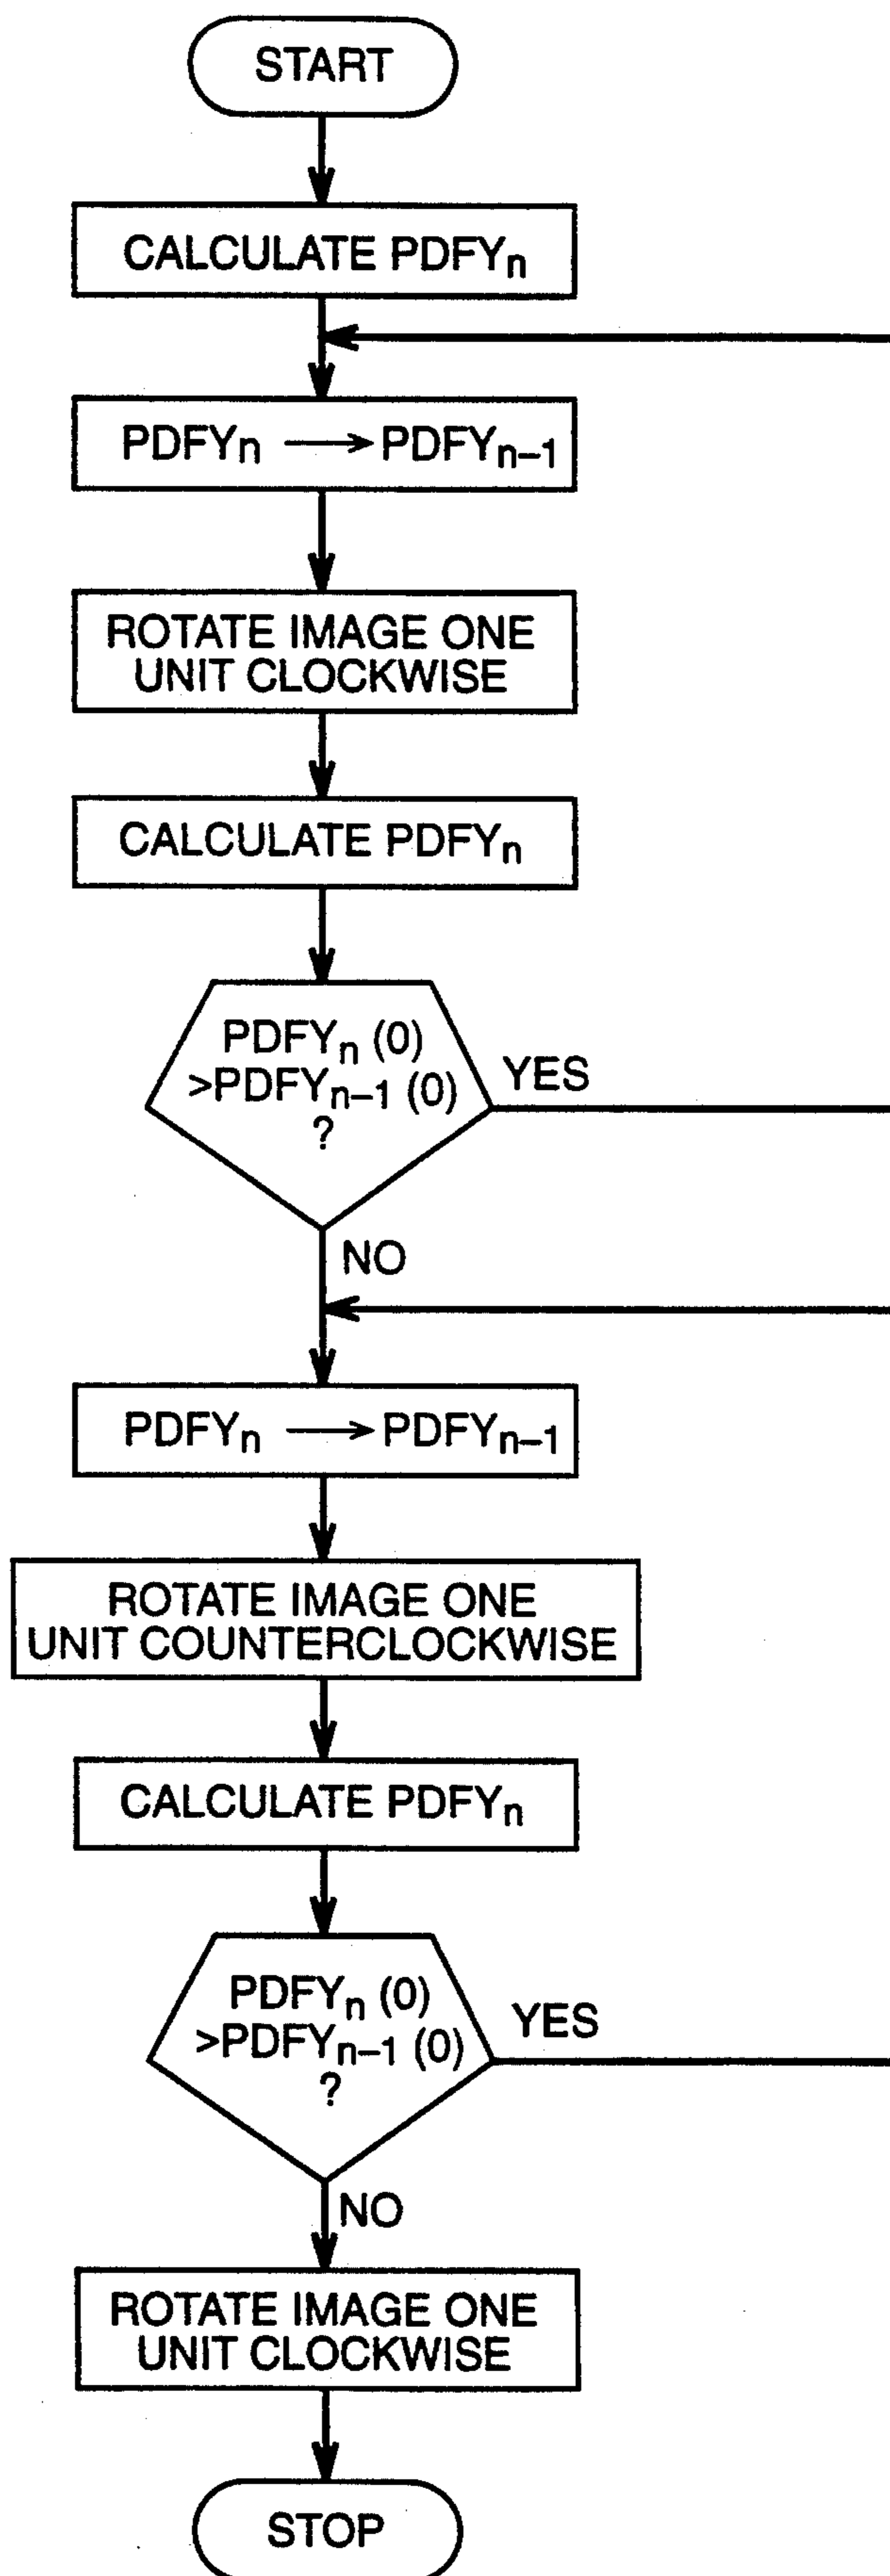 START
CALCULATE PDFYₙ
PDFYₙ → PDFYₙ₋₁
ROTATE IMAGE ONE
UNIT CLOCKWISE
CALCULATE PDFYₙ
PDFYₙ (0)
>PDFYₙ₋₁ (0)
?
YES
NO
PDFYₙ → PDFYₙ₋₁
ROTATE IMAGE ONE
UNIT COUNTERCLOCKWISE
CALCULATE PDFYₙ
PDFYₙ (0)
>PDFYₙ₋₁ (0)
?
YES
NO
ROTATE IMAGE ONE
UNIT CLOCKWISE
STOP